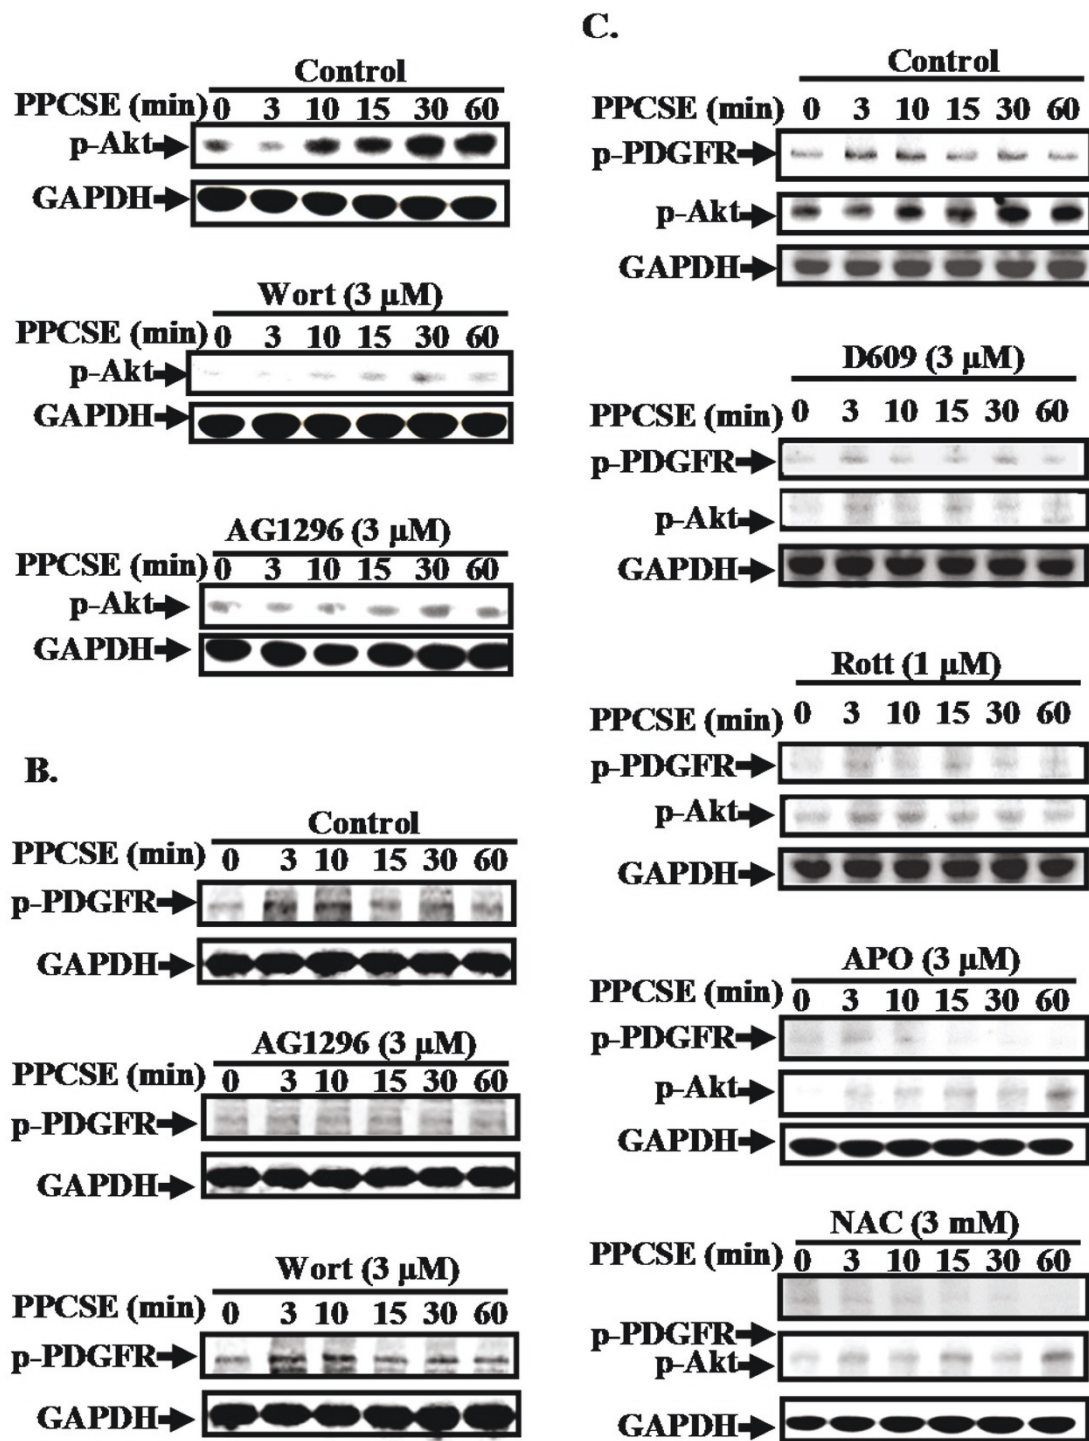 Control
PPCSE (min) 0 3 10 15 30 60
p-Akt
GAPDH
Wort (3 μM)
PPCSE (min) 0 3 10 15 30 60
p-Akt
GAPDH
AG1296 (3 μM)
PPCSE (min) 0 3 10 15 30 60
p-Akt
GAPDH
B.
Control
PPCSE (min) 0 3 10 15 30 60
p-PDGFR
GAPDH
AG1296 (3 μM)
PPCSE (min) 0 3 10 15 30 60
p-PDGFR
GAPDH
Wort (3 μM)
PPCSE (min) 0 3 10 15 30 60
p-PDGFR
GAPDH
C.
Control
PPCSE (min) 0 3 10 15 30 60
p-PDGFR
p-Akt
GAPDH
D609 (3 μM)
PPCSE (min) 0 3 10 15 30 60
p-PDGFR
p-Akt
GAPDH
Rott (1 μM)
PPCSE (min) 0 3 10 15 30 60
p-PDGFR
p-Akt
GAPDH
APO (3 μM)
PPCSE (min) 0 3 10 15 30 60
p-PDGFR
p-Akt
GAPDH
NAC (3 mM)
PPCSE (min) 0 3 10 15 30 60
p-PDGFR
p-Akt
GAPDH